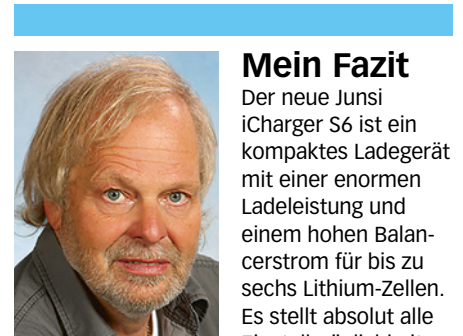 Mein Fazit
Der neue Junsi
iCharger S6 ist ein
kompaktes Ladegerät
mit einer enormen
Ladeleistung und
einem hohen Balan-
cerstrom für bis zu
sechs Lithium-Zellen.
Es stellt absolut alle